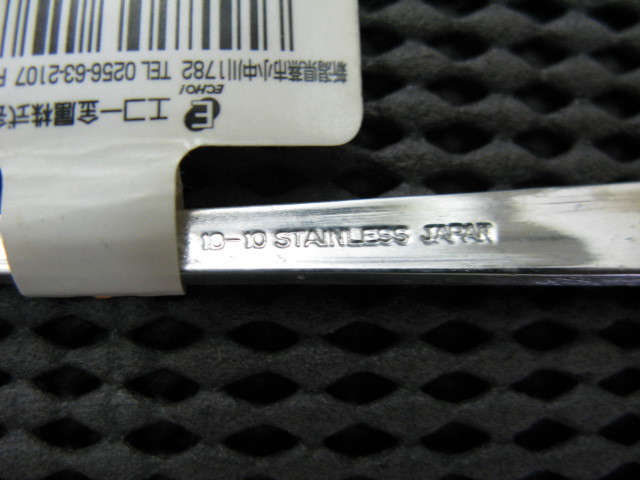 E
ECHO!
エコー金属株式会
新潟県燕市小中川1782 TEL 0256-63-2107 F
18-10 STAINLESS JAPAN